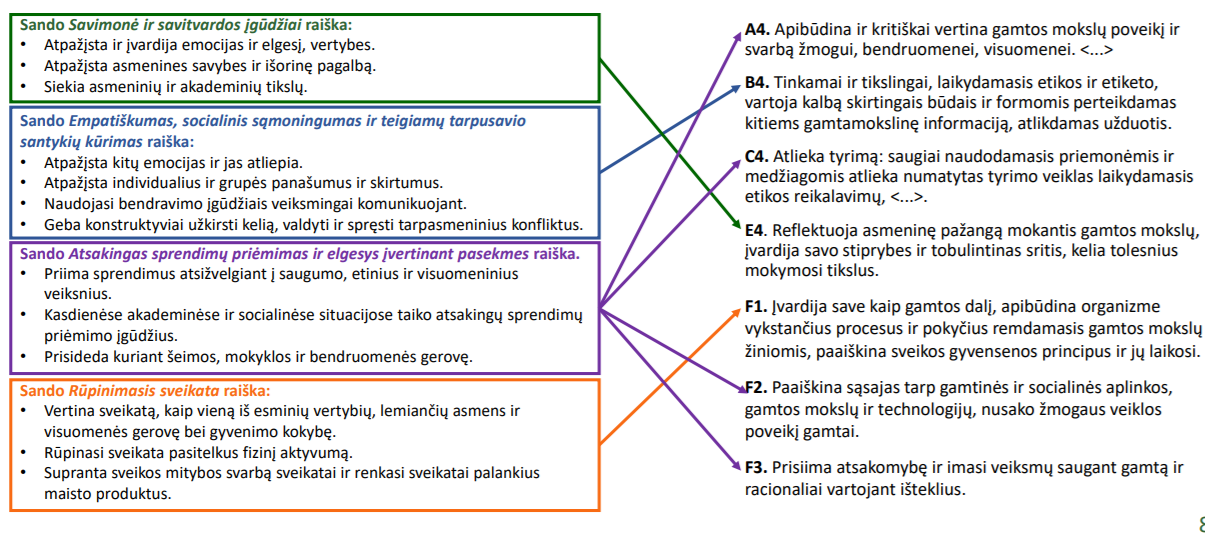 Sando Savimonė ir savitvardos įgūdžiai raiška:
• Atpažįsta ir įvardija emocijas ir elgesį, vertybes.
• Atpažįsta asmenines savybes ir išorinę pagalbą.
• Siekia asmeninių ir akademinių tikslų.
Sando Empatiškumas, socialinis sąmoningumas ir teigiamų tarpusavio
santykių kūrimas raiška:
• Atpažįsta kitų emocijas ir jas atliepia.
• Atpažįsta individualius ir grupės panašumus ir skirtumus.
• Naudojasi bendravimo įgūdžiais veiksmingai komunikuojant.
• Geba konstruktyviai užkirsti kelią, valdyti ir spręsti tarpasmeninius konfliktus.
Sando Atsakingas sprendimų priėmimas ir elgesys įvertinant pasekmes raiška.
• Priima sprendimus atsižvelgiant į saugumo, etinius ir visuomeninius
veiksnius.
• Kasdienėse akademinėse ir socialinėse situacijose taiko atsakingų sprendimų
priėmimo įgūdžius.
• Prisideda kuriant šeimos, mokyklos ir bendruomenės gerovę.
Sando Rūpinimasis sveikata raiška:
• Vertina sveikatą, kaip vieną iš esminių vertybių, lemiančių asmens ir
visuomenės gerovę bei gyvenimo kokybę.
• Rūpinasi sveikata pasitelkus fizinį aktyvumą.
• Supranta sveikos mitybos svarbą sveikatai ir renkasi sveikatai palankius
maisto produktus.
A4. Apibūdina ir kritiškai vertina gamtos mokslų poveikį ir
svarbą žmogui, bendruomenei, visuomenei. <...>
B4. Tinkamai ir tikslingai, laikydamasis etikos ir etiketo,
vartoja kalbą skirtingais būdais ir formomis perteikdamas
kitiems gamtamokslinę informaciją, atlikdamas užduotis.
C4. Atlieka tyrimą: saugiai naudodamasis priemonėmis ir
medžiagomis atlieka numatytas tyrimo veiklas laikydamasis
etikos reikalavimų, <...>.
E4. Reflektuoja asmeninę pažangą mokantis gamtos mokslų,
įvardija savo stiprybes ir tobulintinas sritis, kelia tolesnius
mokymosi tikslus.
F1. Įvardija save kaip gamtos dalį, apibūdina organizme
vykstančius procesus ir pokyčius remdamasis gamtos mokslų
žiniomis, paaiškina sveikos gyvensenos principus ir jų laikosi.
F2. Paaiškina sąsajas tarp gamtinės ir socialinės aplinkos,
gamtos mokslų ir technologijų, nusako žmogaus veiklos
poveikį gamtai.
F3. Prisiima atsakomybę ir imasi veiksmų saugant gamtą ir
racionaliai vartojant išteklius.
8